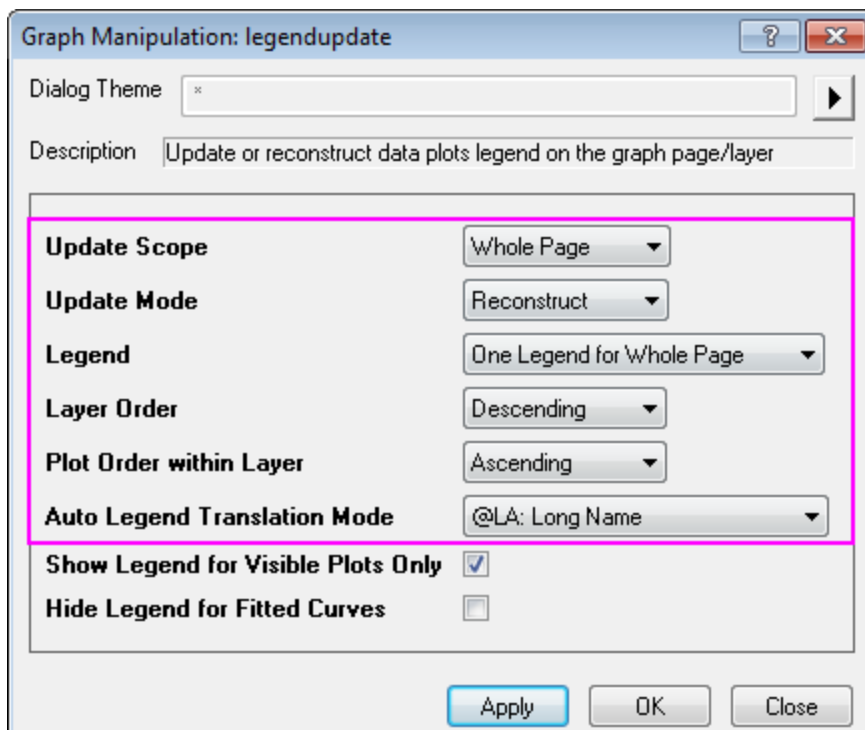 Graph Manipulation: legendupdate
Dialog Theme *
Description Update or reconstruct data plots legend on the graph page/layer
Update Scope Whole Page
Update Mode Reconstruct
Legend One Legend for Whole Page
Layer Order Descending
Plot Order within Layer Ascending
Auto Legend Translation Mode @LA: Long Name
Show Legend for Visible Plots Only
Hide Legend for Fitted Curves
Apply OK Close